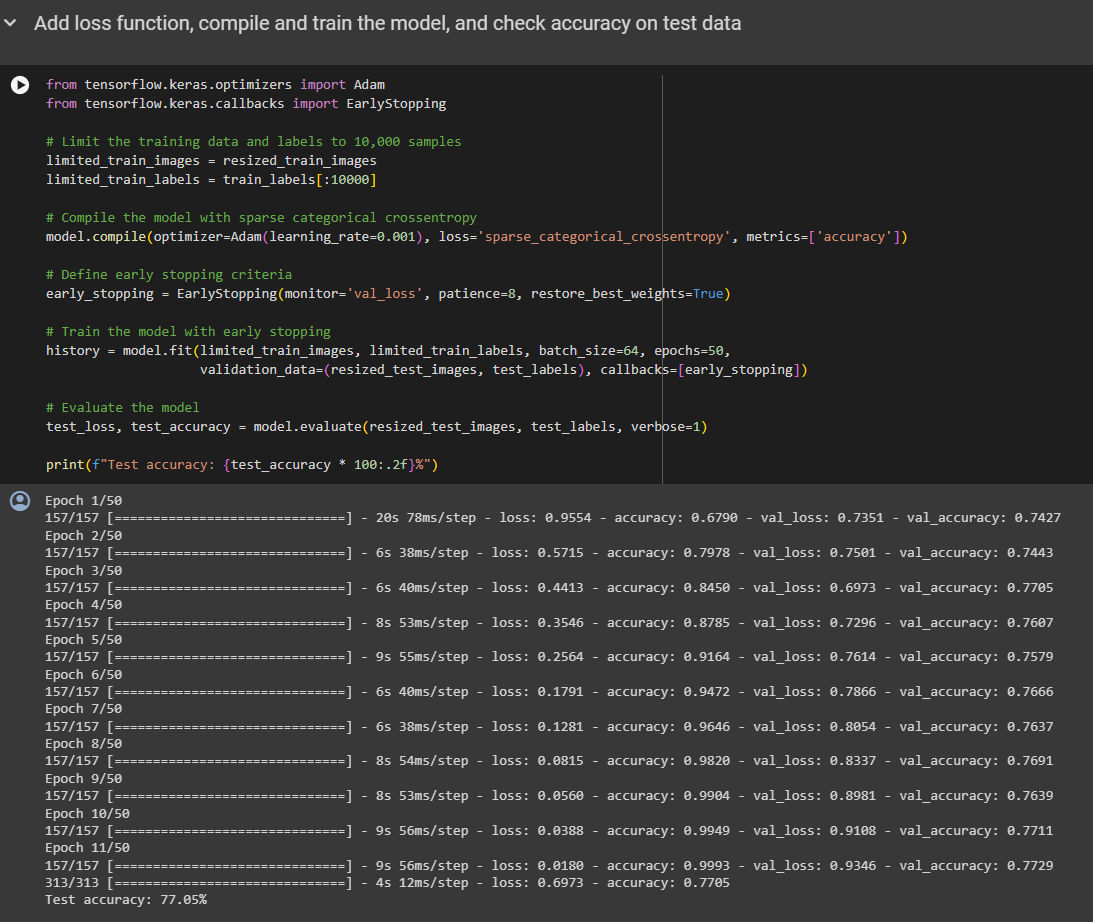 Add loss function, compile and train the model, and check accuracy on test data
from tensorflow.keras.optimizers import Adam
from tensorflow.keras.callbacks import EarlyStopping
# Limit the training data and labels to 10,000 samples
limited_train_images = resized_train_images
limited_train_labels = train_labels[:10000]
# Compile the model with sparse categorical crossentropy
model.compile(optimizer=Adam(learning_rate=0.001), loss='sparse_categorical_crossentropy', metrics=['accuracy'])
# Define early stopping criteria
early_stopping = EarlyStopping(monitor='val_loss', patience=8, restore_best_weights=True)
# Train the model with early stopping
history = model.fit(limited_train_images, limited_train_labels, batch_size=64, epochs=50,
validation_data=(resized_test_images, test_labels), callbacks=[early_stopping])
# Evaluate the model
test_loss, test_accuracy = model.evaluate(resized_test_images, test_labels, verbose=1)
print(f"Test accuracy: {test_accuracy * 100:.2f}%")
Epoch 1/50
157/157 [==============================] - 20s 78ms/step - loss: 0.9554 - accuracy: 0.6790 - val_loss: 0.7351 - val_accuracy: 0.7427
Epoch 2/50
157/157 [==============================] - 6s 38ms/step - loss: 0.5715 - accuracy: 0.7978 - val_loss: 0.7501 - val_accuracy: 0.7443
Epoch 3/50
157/157 [==============================] - 6s 40ms/step - loss: 0.4413 - accuracy: 0.8450 - val_loss: 0.6973 - val_accuracy: 0.7705
Epoch 4/50
157/157 [==============================] - 8s 53ms/step - loss: 0.3546 - accuracy: 0.8785 - val_loss: 0.7296 - val_accuracy: 0.7607
Epoch 5/50
157/157 [==============================] - 9s 55ms/step - loss: 0.2564 - accuracy: 0.9164 - val_loss: 0.7614 - val_accuracy: 0.7579
Epoch 6/50
157/157 [==============================] - 6s 40ms/step - loss: 0.1791 - accuracy: 0.9472 - val_loss: 0.7866 - val_accuracy: 0.7666
Epoch 7/50
157/157 [==============================] - 6s 38ms/step - loss: 0.1281 - accuracy: 0.9646 - val_loss: 0.8054 - val_accuracy: 0.7637
Epoch 8/50
157/157 [==============================] - 8s 54ms/step - loss: 0.0815 - accuracy: 0.9820 - val_loss: 0.8337 - val_accuracy: 0.7691
Epoch 9/50
157/157 [==============================] - 8s 53ms/step - loss: 0.0560 - accuracy: 0.9904 - val_loss: 0.8981 - val_accuracy: 0.7639
Epoch 10/50
157/157 [==============================] - 9s 56ms/step - loss: 0.0388 - accuracy: 0.9949 - val_loss: 0.9108 - val_accuracy: 0.7711
Epoch 11/50
157/157 [==============================] - 9s 56ms/step - loss: 0.0180 - accuracy: 0.9993 - val_loss: 0.9346 - val_accuracy: 0.7729
313/313 [==============================] - 4s 12ms/step - loss: 0.6973 - accuracy: 0.7705
Test accuracy: 77.05%